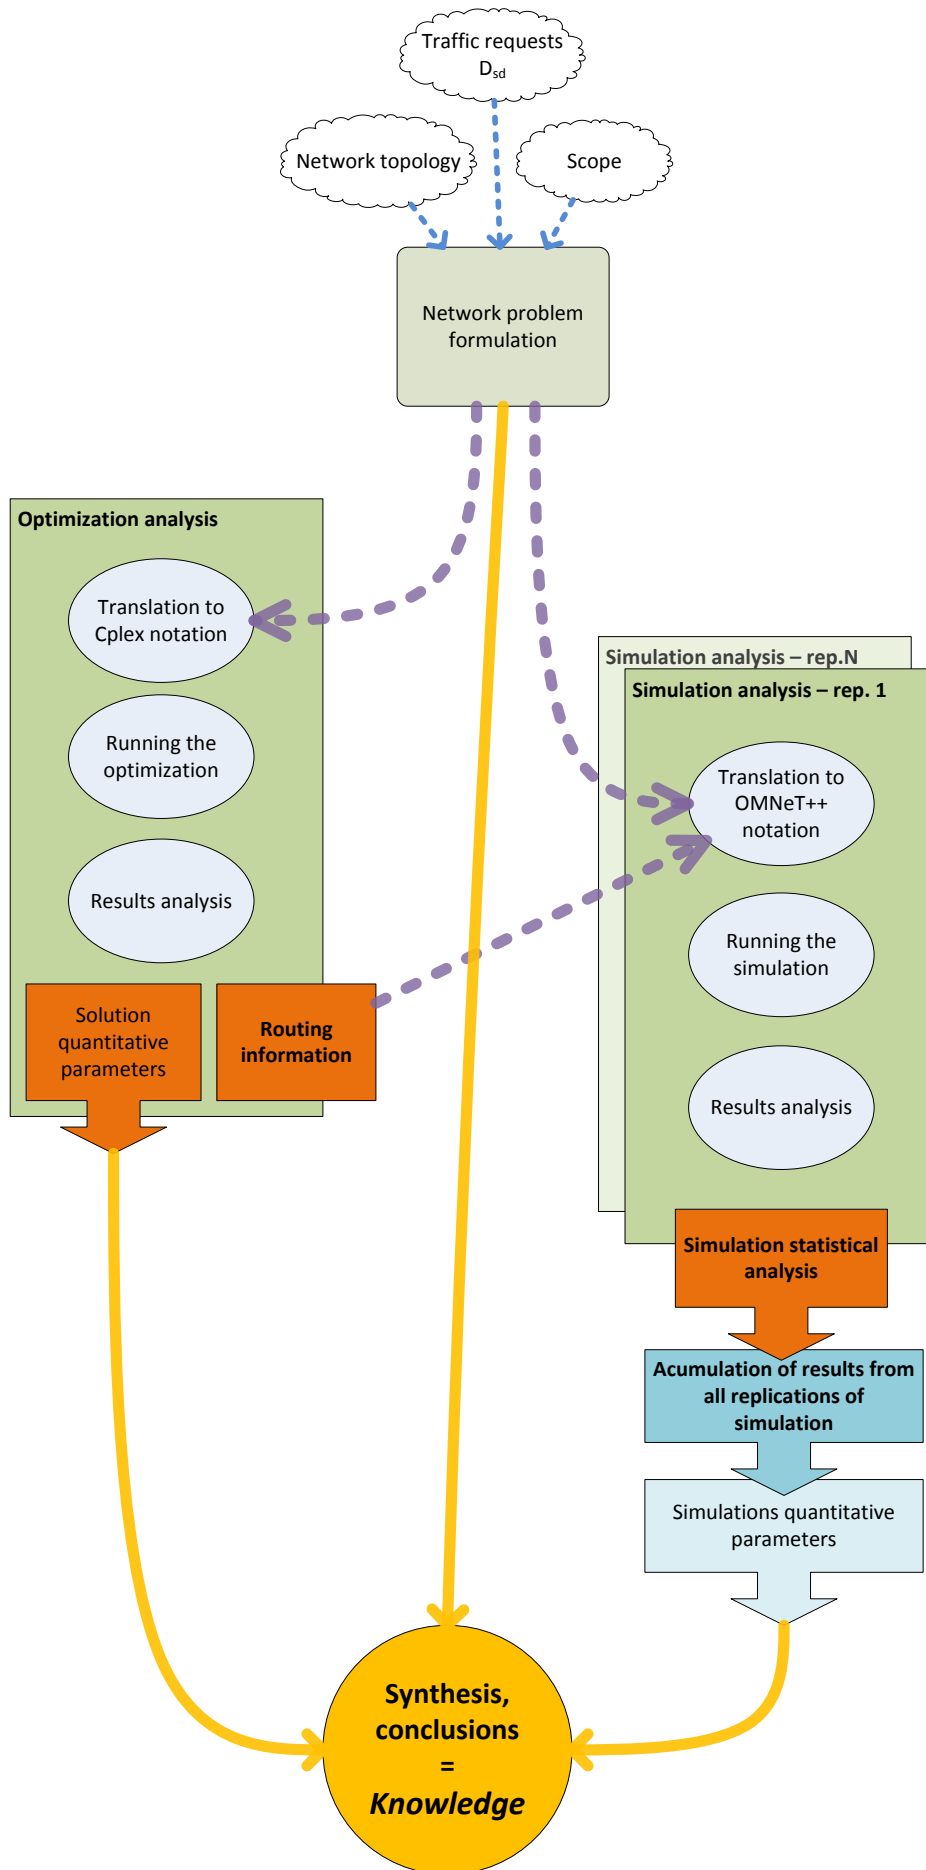 Traffic requests
D_sd
Network topology
Scope
Network problem
formulation
Optimization analysis
Translation to
Cplex notation
Running the
optimization
Results analysis
Solution
quantitative
parameters
Routing
information
Simulation analysis – rep.N
Simulation analysis – rep. 1
Translation to
OMNeT++
notation
Running the
simulation
Results analysis
Simulation statistical
analysis
Acumulation of results from
all replications of
simulation
Simulations quantitative
parameters
Synthesis,
conclusions
=
Knowledge